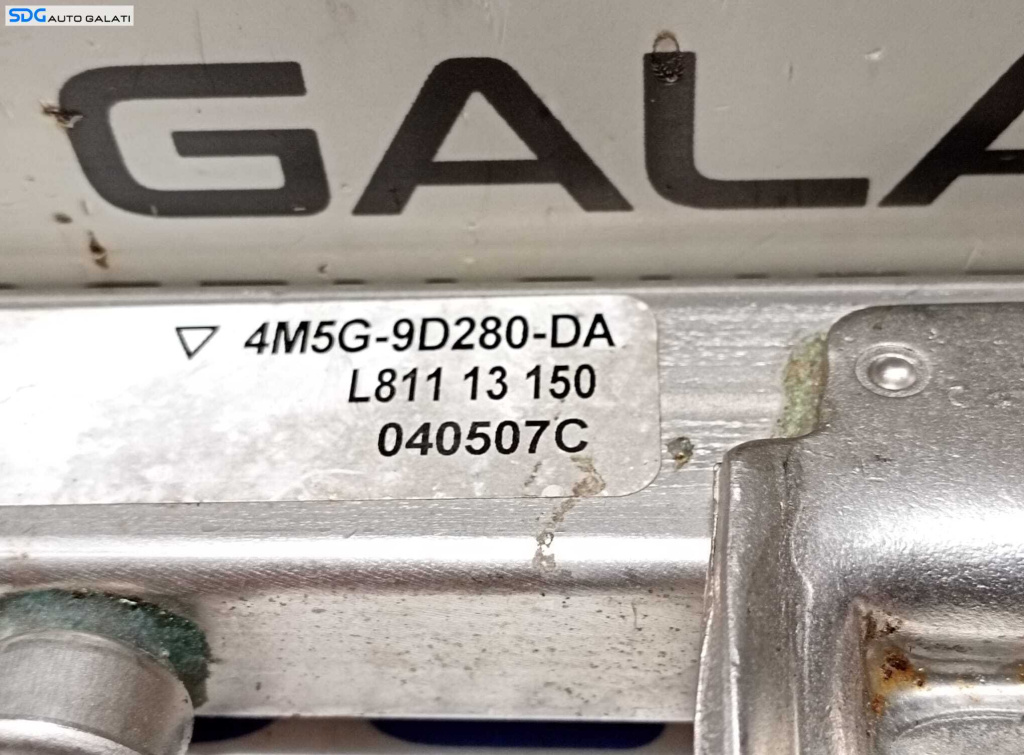 SDG AUTO GALATI
GALA
4M5G-9D280-DA
L811 13 150
040507C